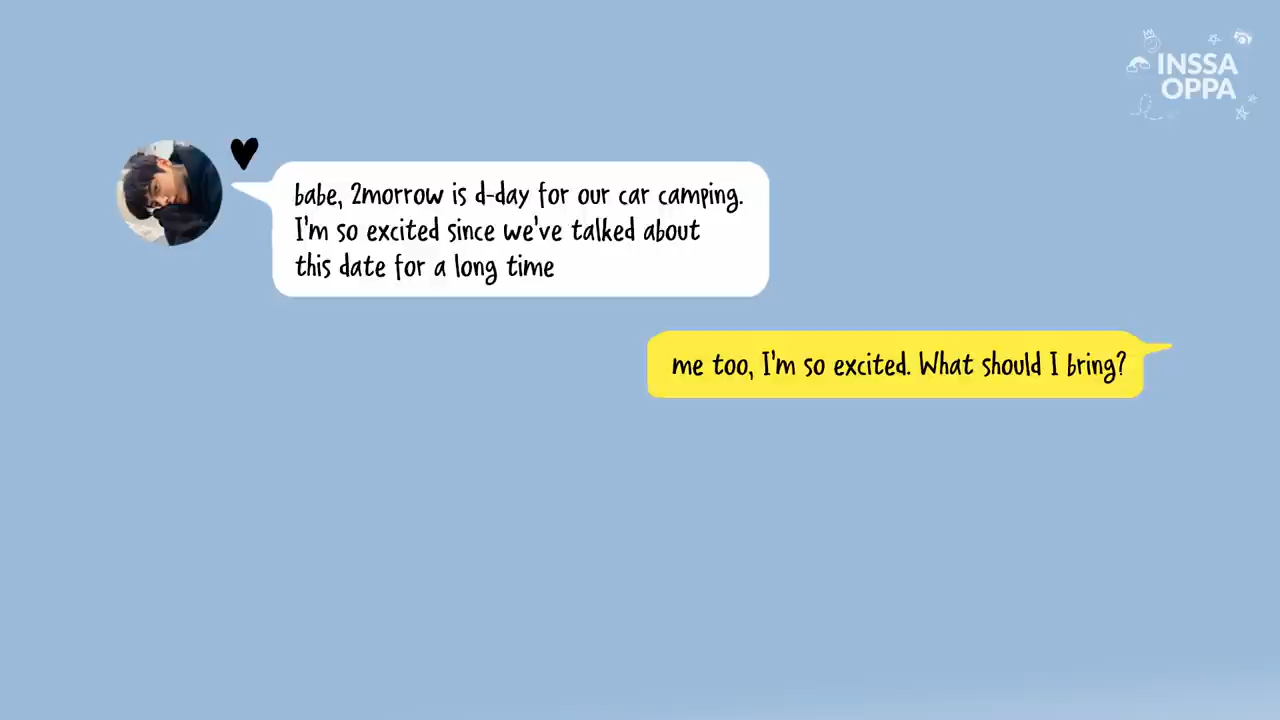 INSSA
OPPA
babe, 2morrow is d-day for our car camping.
I'm so excited since we've talked about
this date for a long time
me too, I'm so excited. What should I bring?